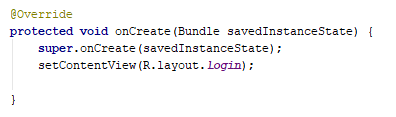 @Override
protected void onCreate(Bundle savedInstanceState) {
    super.onCreate(savedInstanceState);
    setContentView(R.layout.login);
}